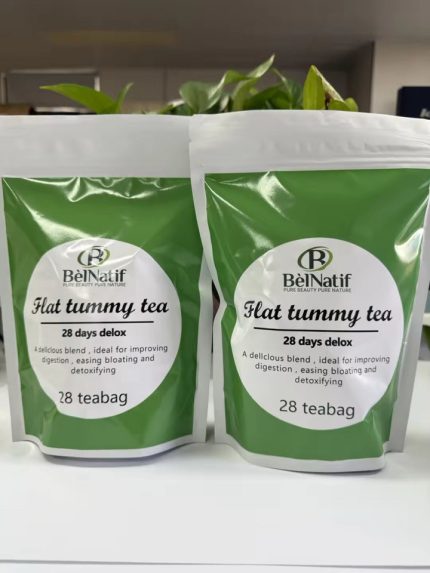 BèlNatif
PURE BEAUTY PURE NATURE
Flat tummy tea
28 days delox
A dellcious blend , ideal for improving
digestion , easing bloating and
detoxifying
28 teabag
BèlNatif
PURE BEAUTY PURE NATURE
Flat tummy tea
28 days delox
A dellcious blend , ideal for improving
digestion , easing bloating and
detoxifying
28 teabag